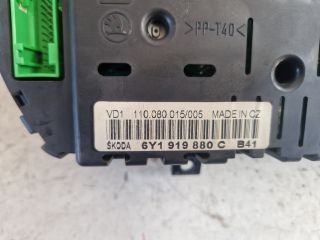 >PP-T40<
VD1 110.080.015/005 MADE IN CZ
ŠKODA 6Y1 919 880 C B41